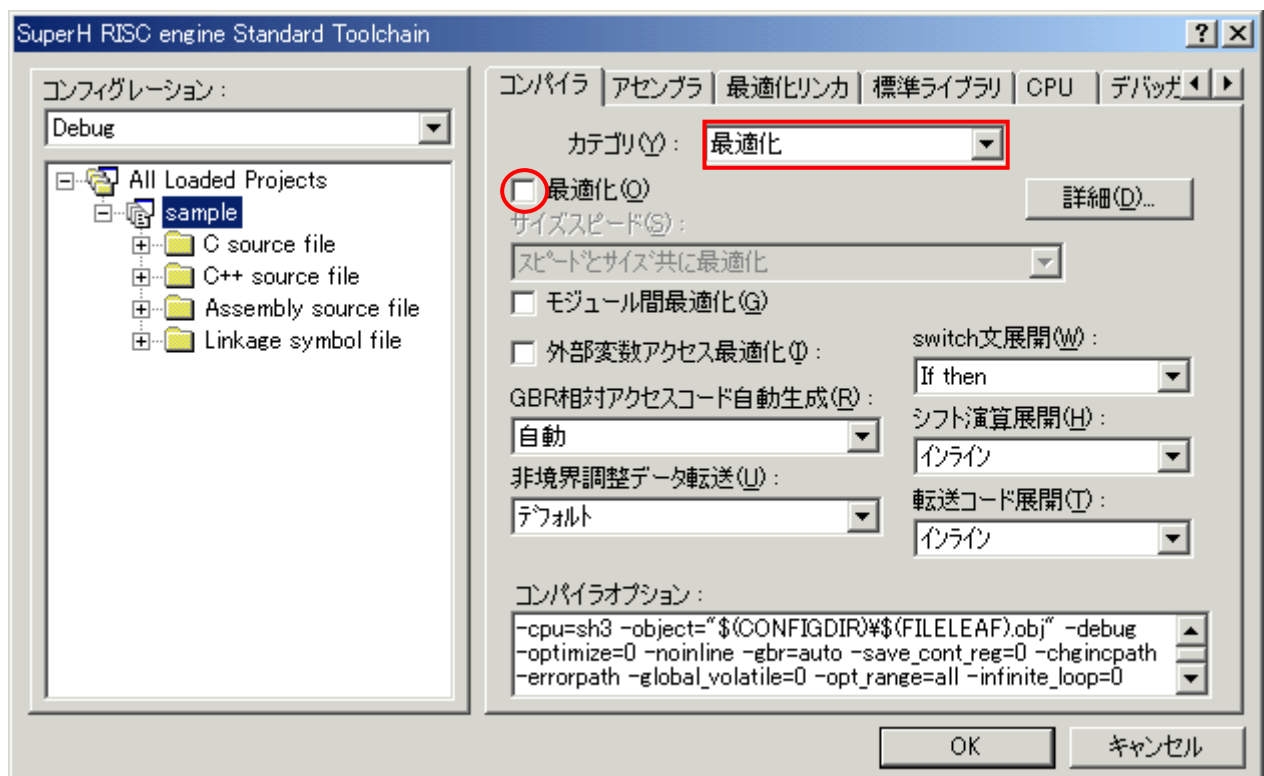 SuperH RISC engine Standard Toolchain
コンフィグレーション :
Debug
All Loaded Projects
sample
C source file
C++ source file
Assembly source file
Linkage symbol file
コンパイラ アセンブラ 最適化リンカ 標準ライブラリ CPU デバッガ
カテゴリ(Y) : 最適化
最適化(O)
詳細(D)...
サイズスピード(S) :
スピードとサイズ共に最適化
モジュール間最適化(G)
外部変数アクセス最適化(I) :
GBR相対アクセスコード自動生成(R) :
自動
非境界調整データ転送(U) :
デフォルト
switch文展開(W) :
If then
シフト演算展開(H) :
インライン
転送コード展開(T) :
インライン
コンパイラオプション :
-cpu=sh3 -object="$(CONFIGDIR)¥$(FILELEAF).obj" -debug
-optimize=0 -noinline -gbr=auto -save_cont_reg=0 -chgincpath
-errorpath -global_volatile=0 -opt_range=all -infinite_loop=0
OK キャンセル